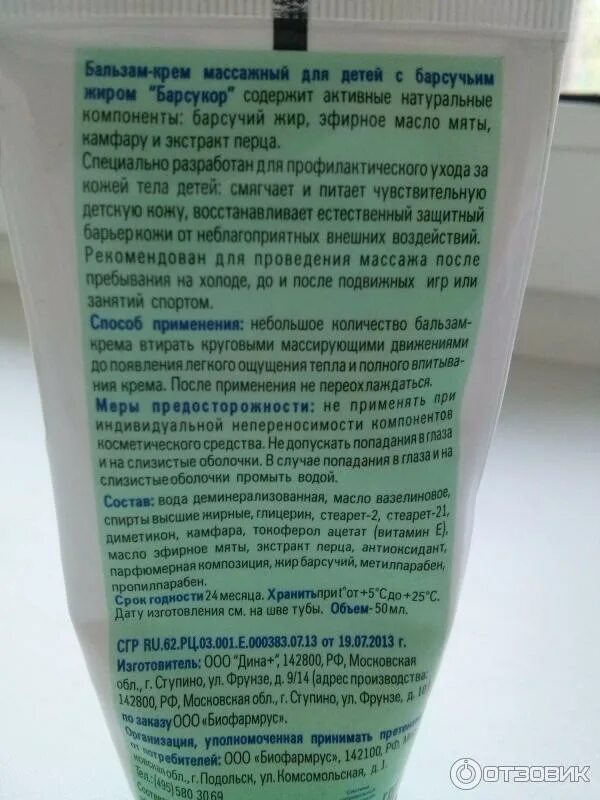 Бальзам-крем массажный для детей с барсучьим
жиром "Барсукор" содержит активные натуральные
компоненты: барсучий жир, эфирное масло мяты,
камфару и экстракт перца.
Специально разработан для профилактического ухода за
кожей тела детей: смягчает и питает чувствительную
детскую кожу, восстанавливает естественный защитный
барьер кожи от неблагоприятных внешних воздействий.
Рекомендован для проведения массажа после
пребывания на холоде, до и после подвижных игр или
занятий спортом.
Способ применения: небольшое количество бальзам-
крема втирать круговыми массирующими движениями
до появления легкого ощущения тепла и полного впитыва-
ния крема. После применения не переохлаждаться.
Меры предосторожности: не применять при
индивидуальной непереносимости компонентов
косметического средства. Не допускать попадания в глаза
и на слизистые оболочки. В случае попадания в глаза и на
слизистые оболочки промыть водой.
Состав: вода деминерализованная, масло вазелиновое,
спирты высшие жирные, глицерин, стеарет-2, стеарет-21,
диметикон, камфара, токоферол ацетат (витамин Е),
масло эфирное мяты, экстракт перца, антиоксидант,
парфюмерная композиция, жир барсучий, метилпарабен,
пропилпарабен.
Срок годности 24 месяца. Хранить при t° от +5°С до +25°С.
Дату изготовления см. на шве тубы. Объем- 50 мл.
СГР RU.62.РЦ.03.001.Е.000383.07.13 от 19.07.2013 г.
Изготовитель: ООО "Дина+", 142800, РФ, Московская
обл., г. Ступино, ул. Фрунзе, д. 9/14 (адрес производства:
142800, РФ, Московская обл., г. Ступино, ул. Фрунзе, д. 10
по заказу ООО «Биофармрус».
Организация, уполномоченная принимать претен
от потребителей: ООО «Биофармрус», 142100, РФ, Мос
ковская обл., г. Подольск, ул. Комсомольская, д. 1.
Тел.: (495) 580 30 69
ОТЗОВИК